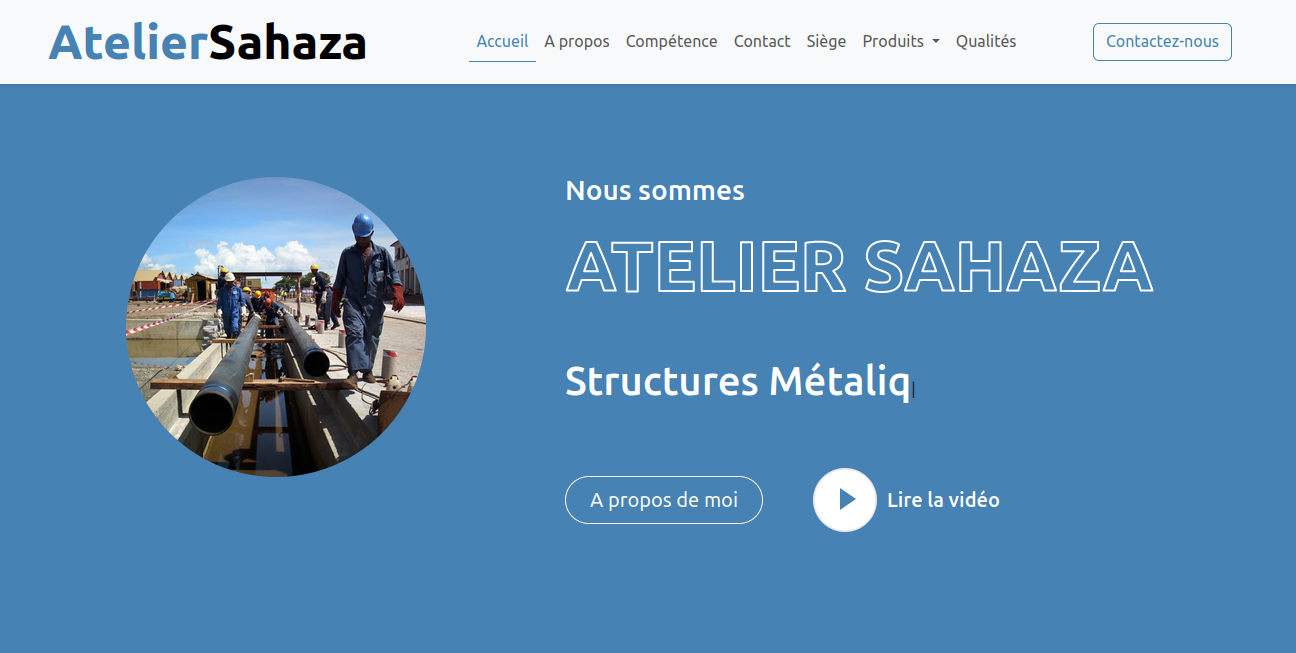 AtelierSahaza
Accueil A propos Compétence Contact Siège Produits Qualités
Contactez-nous
Nous sommes
ATELIER SAHAZA
Structures Métaliq
A propos de moi
Lire la vidéo